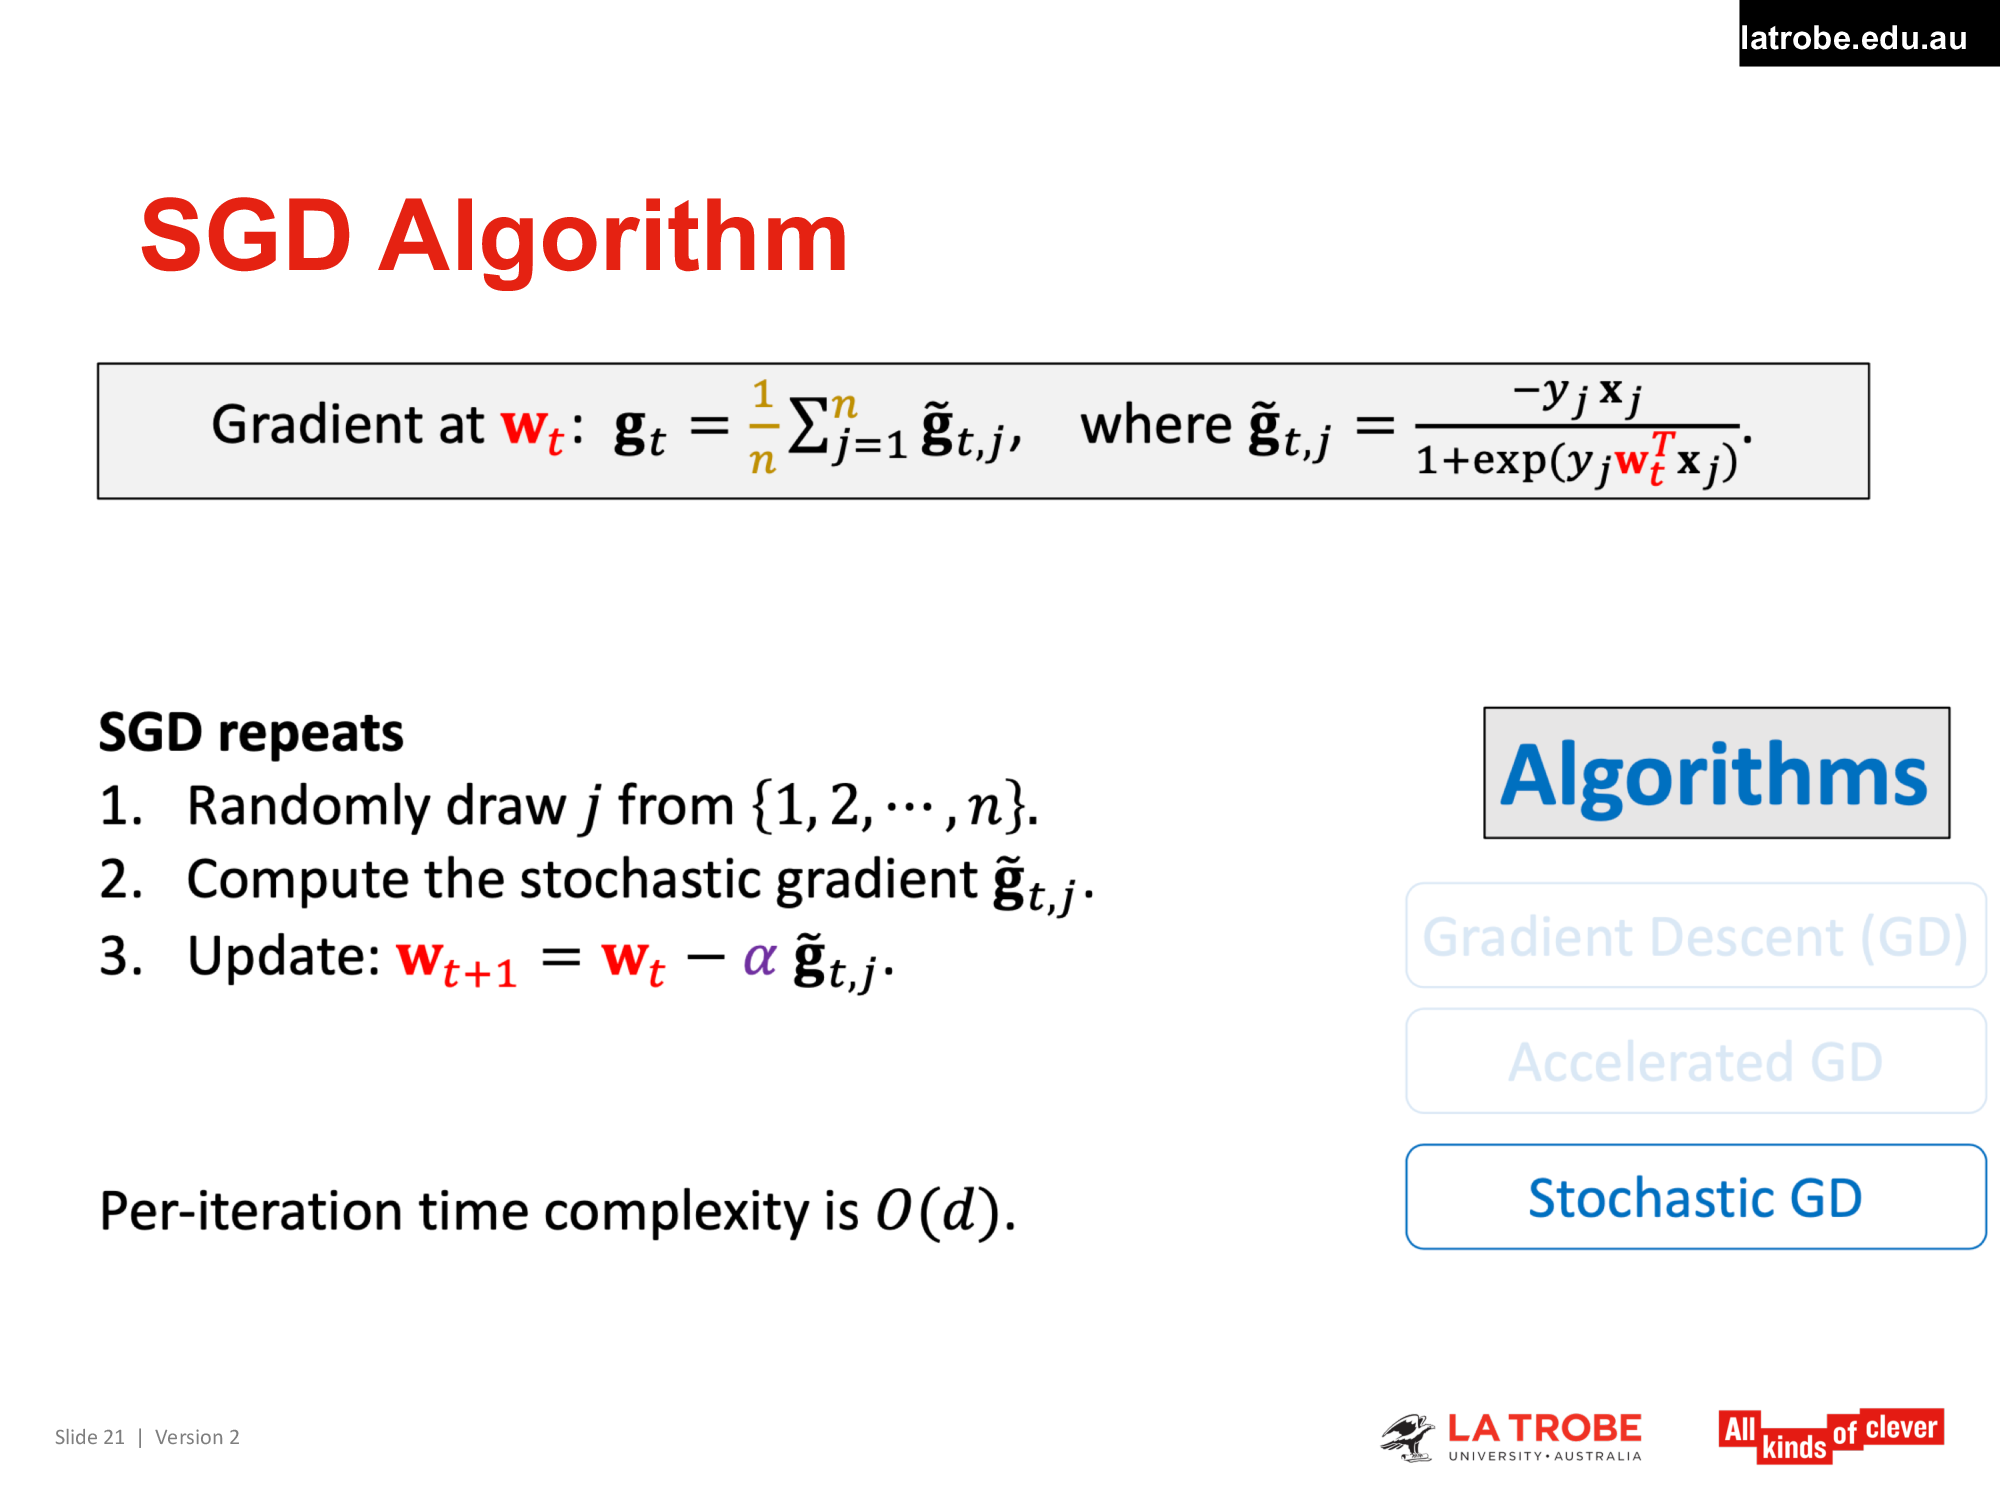 latrobe.edu.au
SGD Algorithm
Gradient at w_t: g_t = 1/n ∑_{j=1}^{n} g̃_{t,j}, where g̃_{t,j} = −y_j x_j / 1+exp(y_j w_t^T x_j).
SGD repeats
1. Randomly draw j from {1, 2, ⋯, n}.
2. Compute the stochastic gradient g̃_{t,j}.
3. Update: w_{t+1} = w_t − α g̃_{t,j}.
Per-iteration time complexity is O(d).
Algorithms
Gradient Descent (GD)
Accelerated GD
Stochastic GD
Slide 21 | Version 2
LA TROBE
UNIVERSITY • AUSTRALIA
All kinds of clever